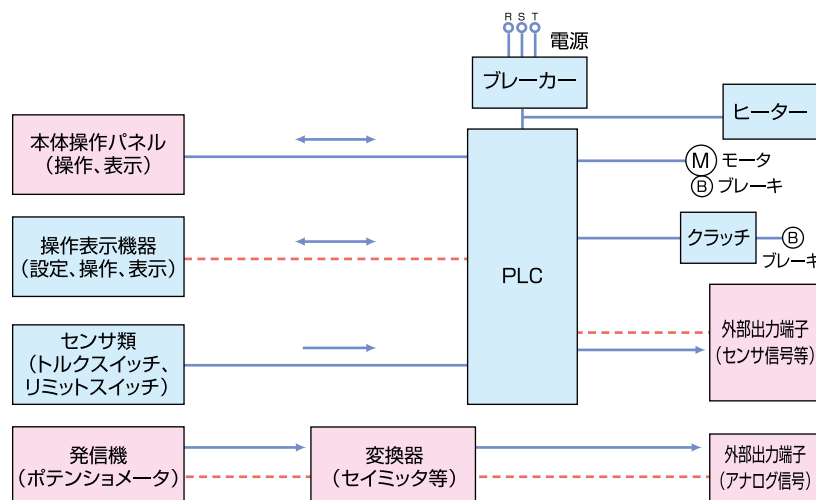 R S T
電源
ブレーカー
ヒーター
本体操作パネル
(操作、表示)
M モータ
B ブレーキ
操作表示機器
(設定、操作、表示)
クラッチ
B
ブレーキ
PLC
センサ類
(トルクスイッチ、
リミットスイッチ)
外部出力端子
(センサ信号等)
発信機
(ポテンショメータ)
変換器
(セイミッタ等)
外部出力端子
(アナログ信号)